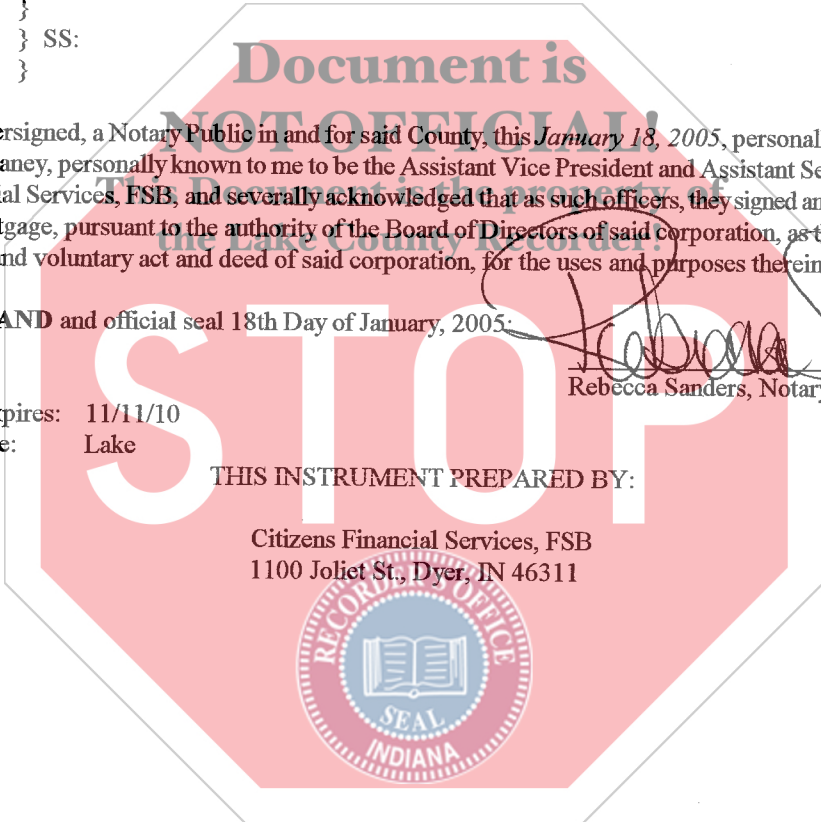 }
} SS:
}
Document is
NOT OFFICIAL!
This Document is the property of
the Lake County Recorder!
STOP
ersigned, a Notary Public in and for said County, this January 18, 2005, personal
aney, personally known to me to be the Assistant Vice President and Assistant Se
ial Services, FSB, and severally acknowledged that as such officers, they signed an
tgage, pursuant to the authority of the Board of Directors of said corporation, as t
nd voluntary act and deed of said corporation, for the uses and purposes therein
AND and official seal 18th Day of January, 2005.
Rebecca Sanders, Notary
pires: 11/11/10
e: Lake
THIS INSTRUMENT PREPARED BY:
Citizens Financial Services, FSB
1100 Joliet St., Dyer, IN 46311
RECORDER'S OFFICE
SEAL
INDIANA